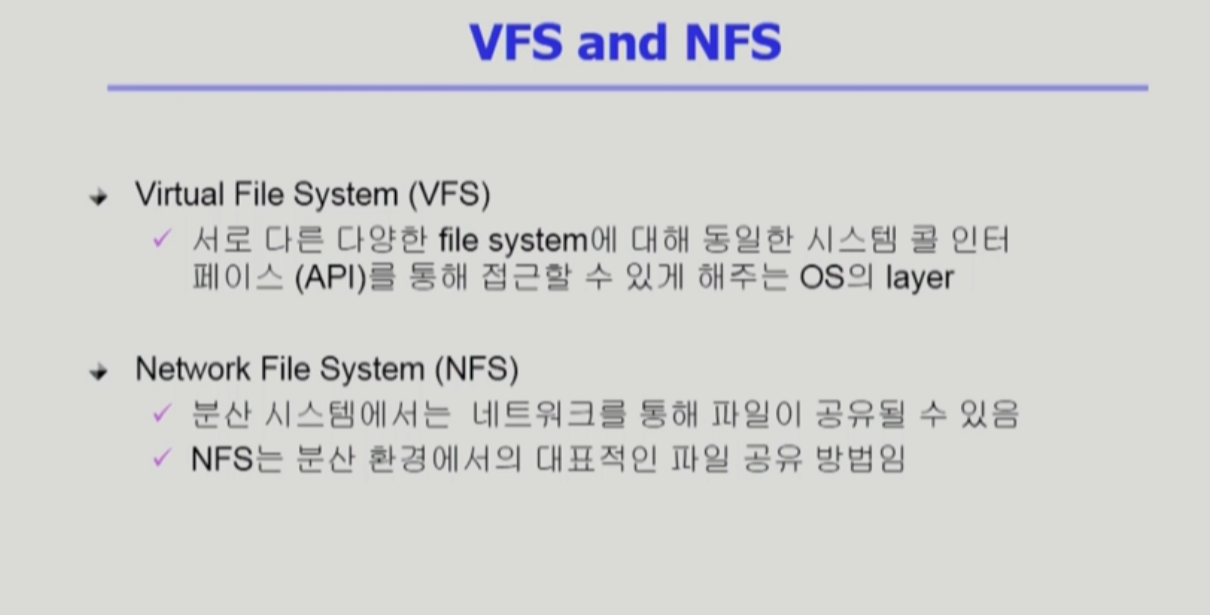 VFS and NFS
Virtual File System (VFS)
✓ 서로 다른 다양한 file system에 대해 동일한 시스템 콜 인터
페이스 (API)를 통해 접근할 수 있게 해주는 OS의 layer
Network File System (NFS)
✓ 분산 시스템에서는 네트워크를 통해 파일이 공유될 수 있음
✓ NFS는 분산 환경에서의 대표적인 파일 공유 방법임